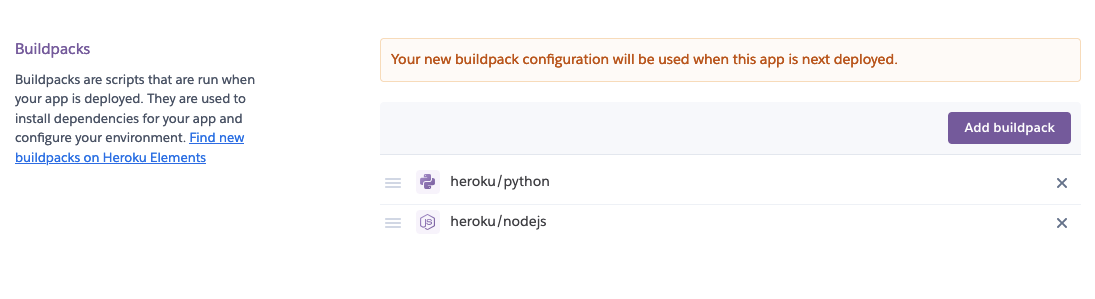 Buildpacks
Buildpacks are scripts that are run when
your app is deployed. They are used to
install dependencies for your app and
configure your environment. Find new
buildpacks on Heroku Elements
Your new buildpack configuration will be used when this app is next deployed.
Add buildpack
heroku/python
JS heroku/nodejs